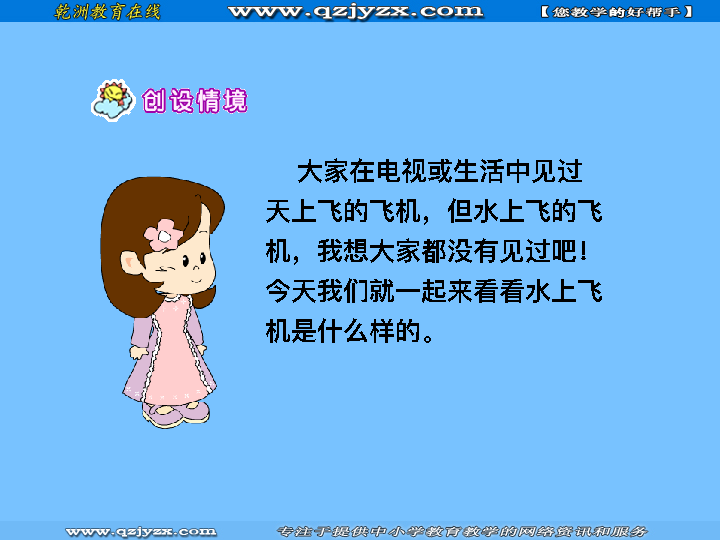 乾洲教育在线 www.qzjyzx.com 【您教学的好帮手】
创设情境
大家在电视或生活中见过
天上飞的飞机，但水上飞的飞
机，我想大家都没有见过吧！
今天我们就一起来看看水上飞
机是什么样的。
www.qzjyzx.com 专注于提供中小学教育教学的网络资讯和服务